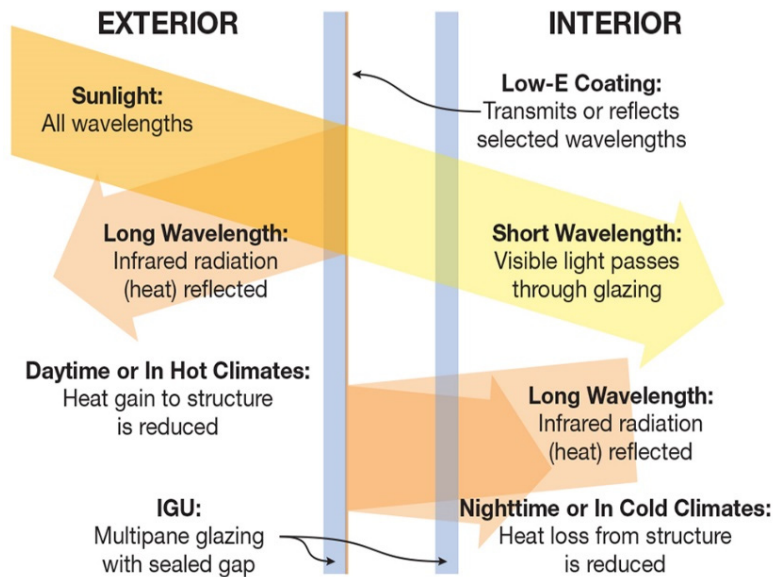 EXTERIOR
INTERIOR
Sunlight:
All wavelengths
Low-E Coating:
Transmits or reflects
selected wavelengths
Long Wavelength:
Infrared radiation
(heat) reflected
Short Wavelength:
Visible light passes
through glazing
Daytime or In Hot Climates:
Heat gain to structure
is reduced
Long Wavelength:
Infrared radiation
(heat) reflected
IGU:
Multipane glazing
with sealed gap
Nighttime or In Cold Climates:
Heat loss from structure
is reduced